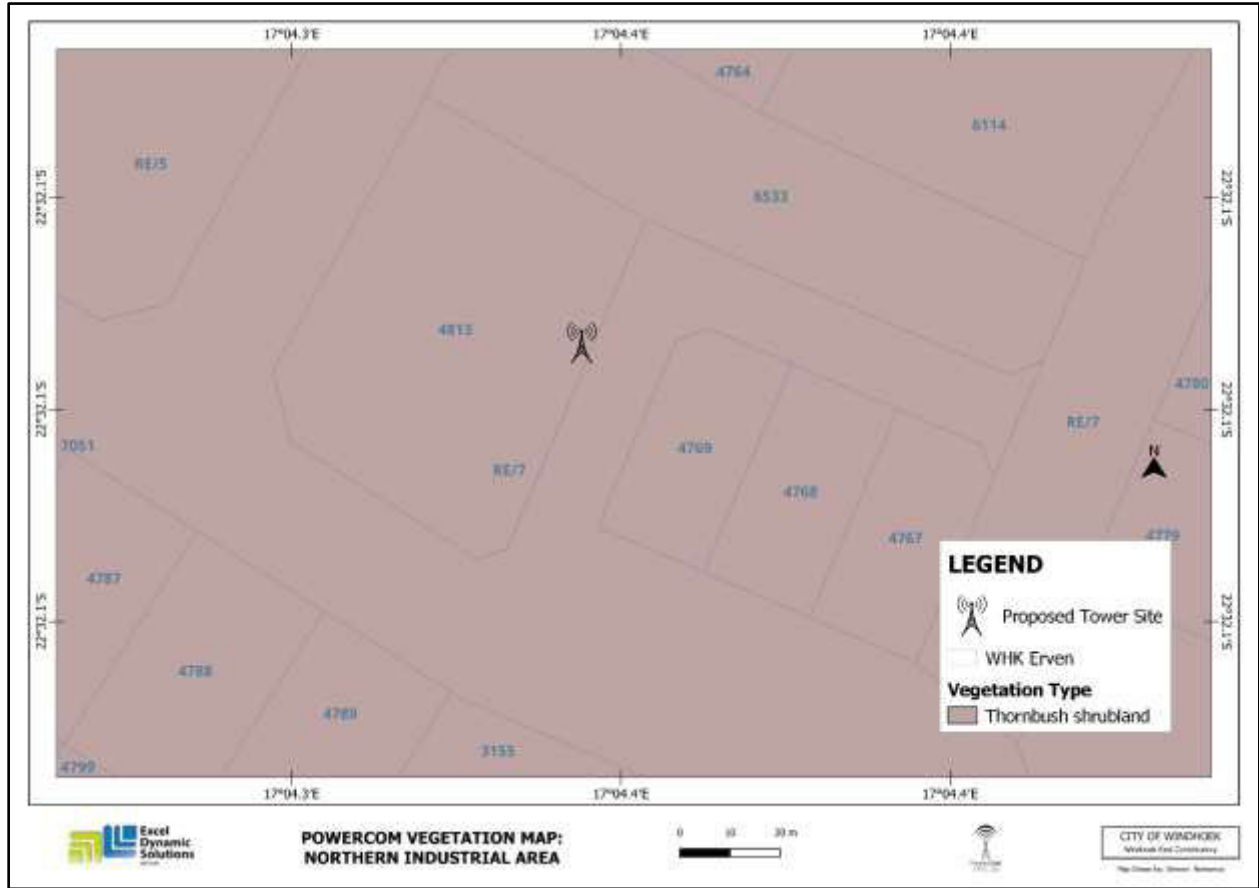 17°04.3'E 17°04.4'E 17°04.4'E
4764
6114
RE/5
22°32.1'S 6533 22°32.1'S
4813
4780
22°32.1'S 22°32.1'S
RE/7
7051 4769
N
RE/7
4768
4767 4779
LEGEND
4787
Proposed Tower Site
22°32.1'S 22°32.1'S
WHK Erven
4788
Vegetation Type
4789 Thornbush shrubland
3155
4799
17°04.3'E 17°04.4'E 17°04.4'E
Excel
Dynamic
Solutions
POWERCOM VEGETATION MAP:
NORTHERN INDUSTRIAL AREA
0 10 20 m
CITY OF WINDHOEK